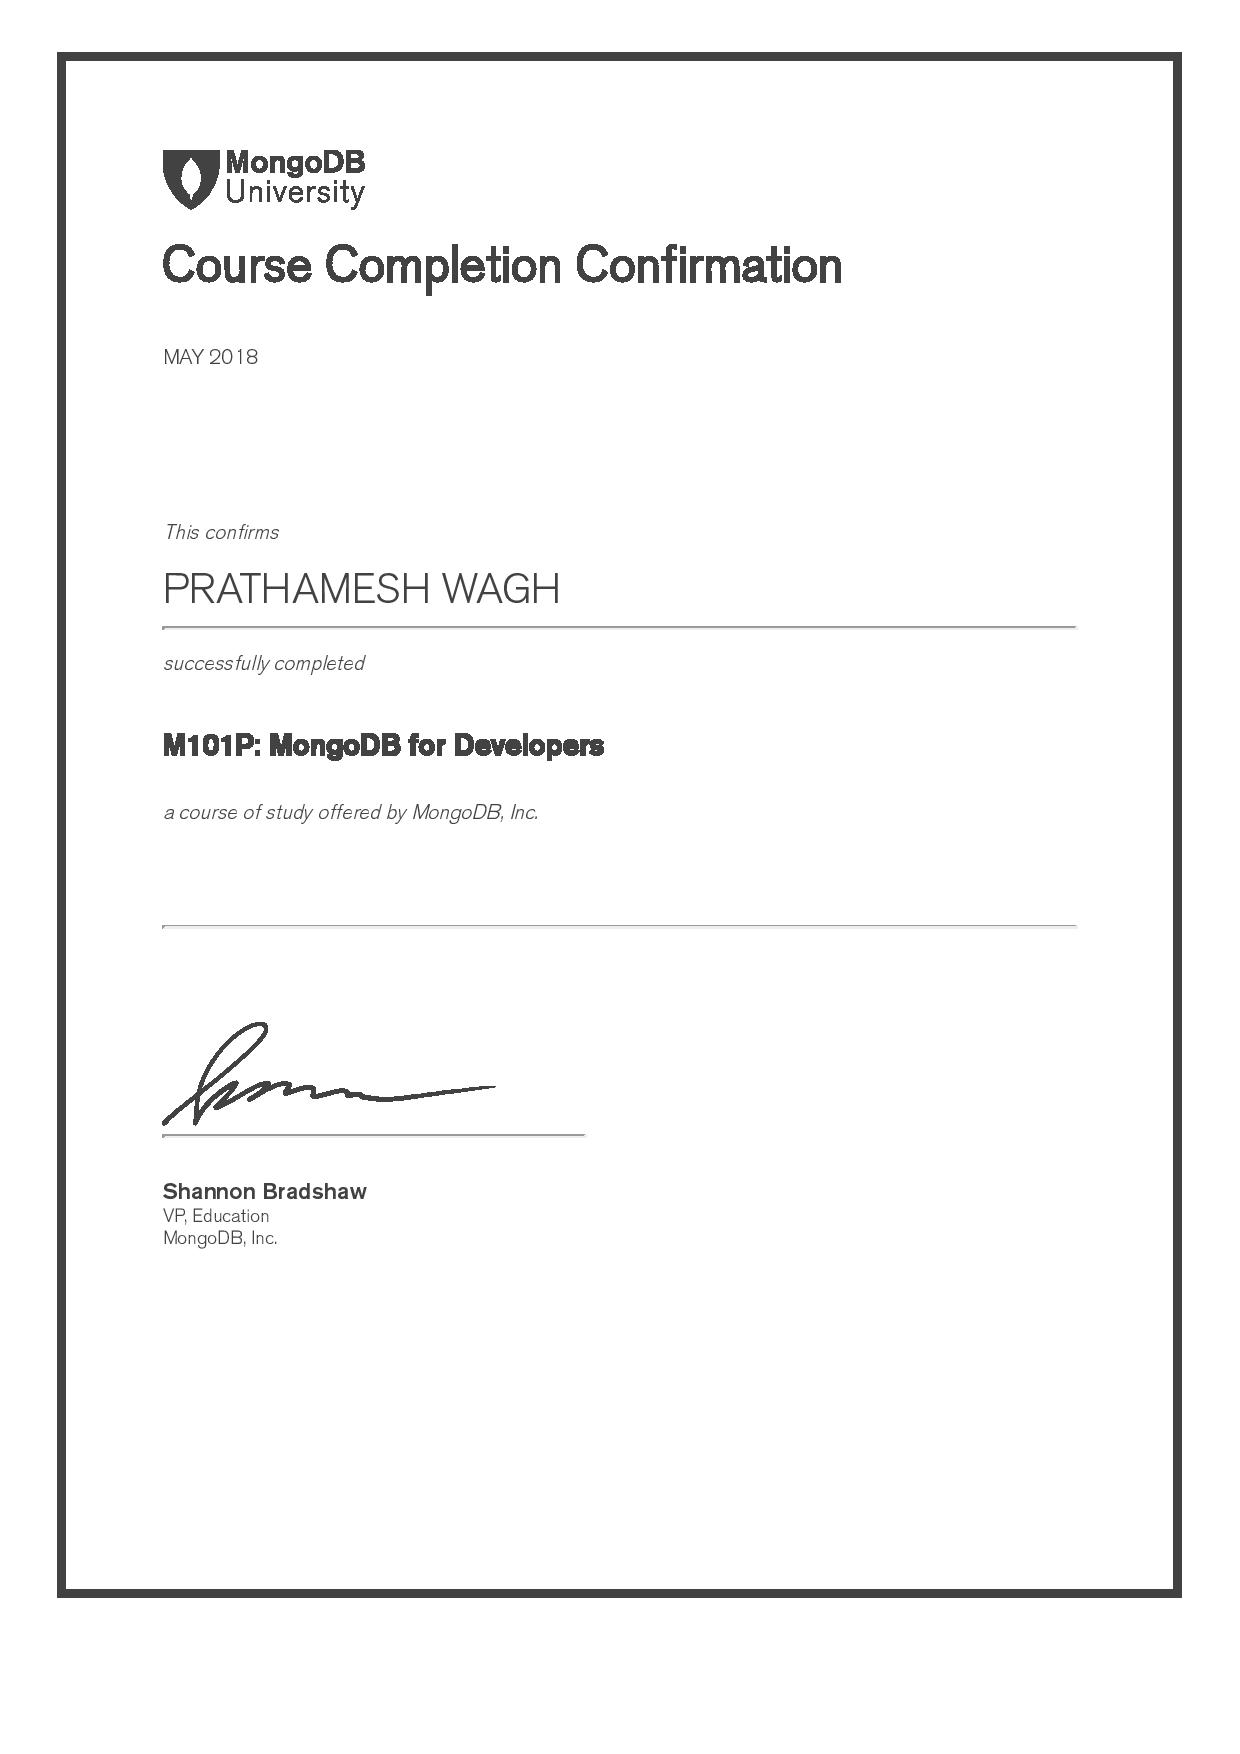 MongoDB
University
Course Completion Confirmation
MAY 2018
This confirms
PRATHAMESH WAGH
successfully completed
M101P: MongoDB for Developers
a course of study offered by MongoDB, Inc.
Shannon Bradshaw
VP, Education
MongoDB, Inc.